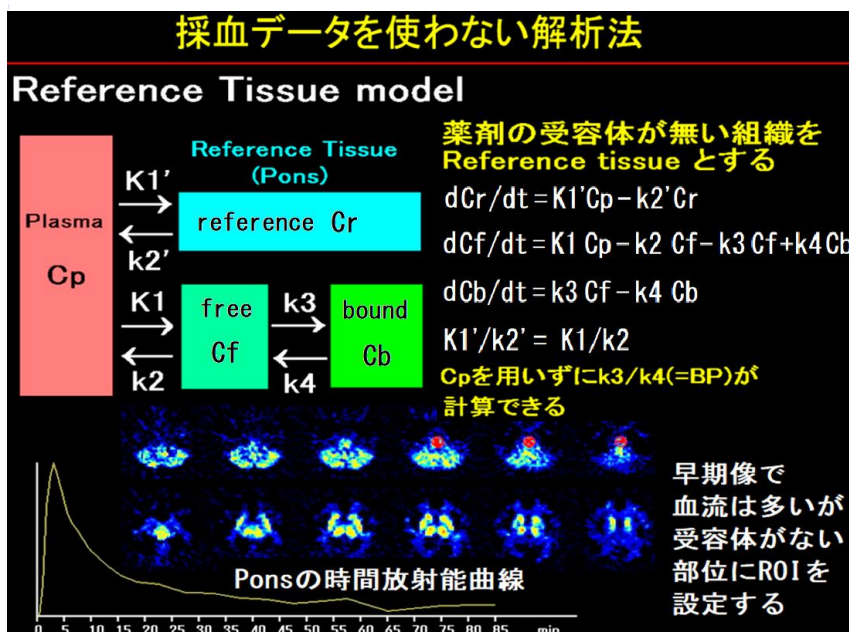 採血データを使わない解析法
Reference Tissue model
Plasma
Cp
K1'
k2'
Reference Tissue
(Pons)
reference Cr
K1
k2
free
Cf
k3
k4
bound
Cb
薬剤の受容体が無い組織を
Reference tissue とする
dCr/dt=K1'Cp-k2'Cr
dCf/dt=K1 Cp-k2 Cf-k3 Cf+k4 Cb
dCb/dt=k3 Cf-k4 Cb
K1'/k2' = K1/k2
Cpを用いずにk3/k4(=BP)が
計算できる
早期像で
血流は多いが
受容体がない
部位にROIを
設定する
Ponsの時間放射能曲線
0 5 10 15 20 25 30 35 40 45 50 55 60 65 70 75 80 85 min